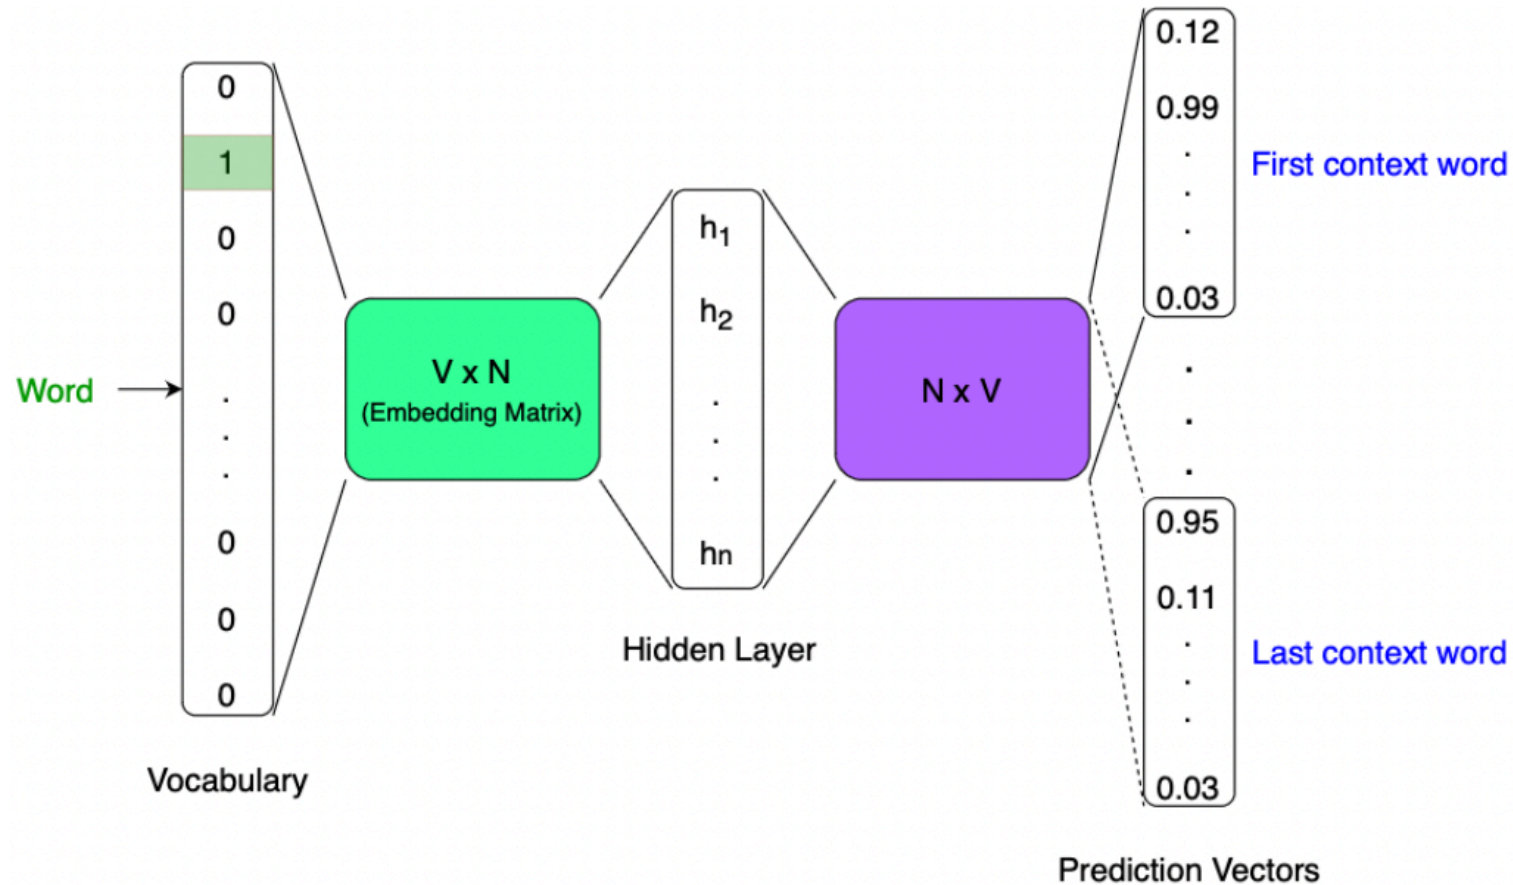 Word
0
1
0
0
.
.
.
0
0
0
Vocabulary
V x N
(Embedding Matrix)
h1
h2
.
.
.
hn
Hidden Layer
N x V
0.12
0.99
.
.
.
0.03
First context word
.
.
.
0.95
0.11
.
.
.
0.03
Last context word
Prediction Vectors